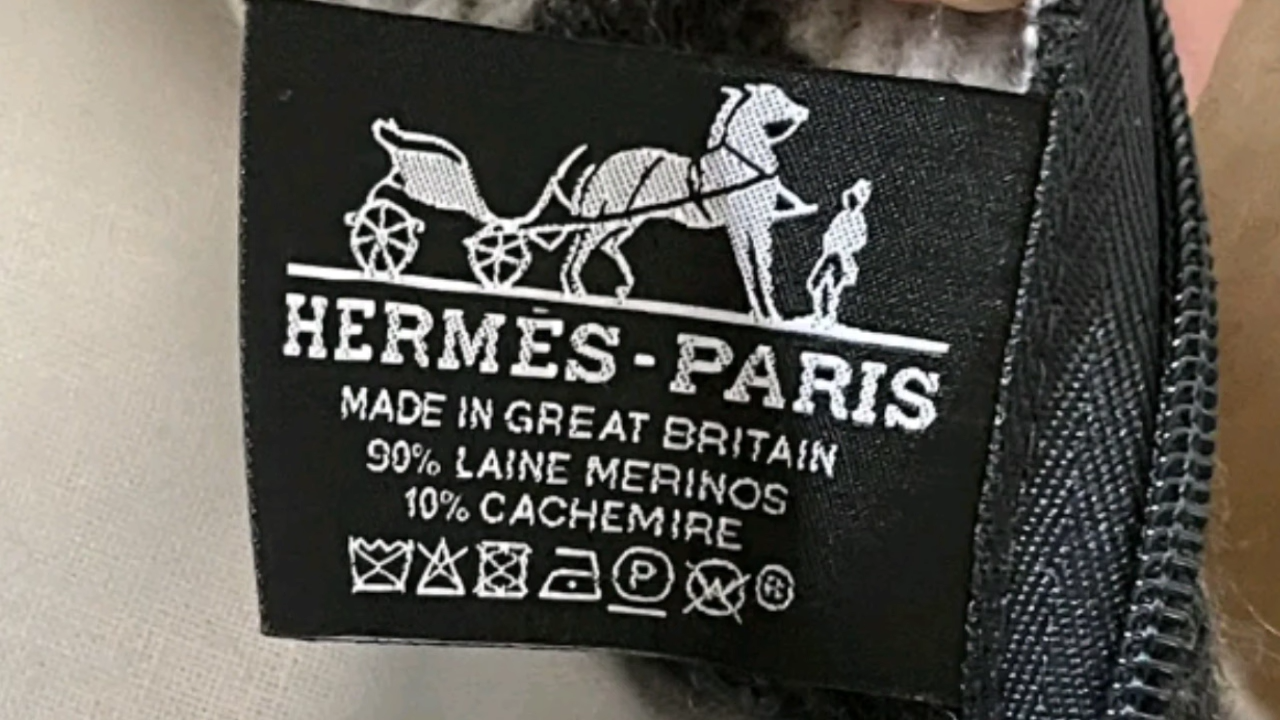 HERMÈS-PARIS
MADE IN GREAT BRITAIN
90% LAINE MERINOS
10% CACHEMIRE
P W ®